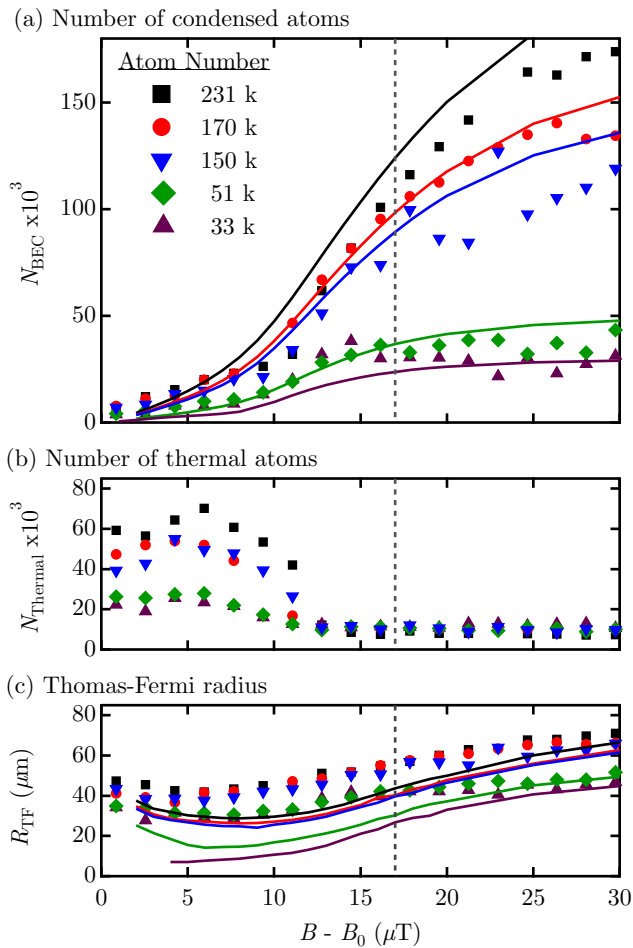 (a) Number of condensed atoms
Atom Number
231 k
170 k
150 k
51 k
33 k
150
100
50
0
N_BEC x10^3
(b) Number of thermal atoms
80
60
40
20
0
N_Thermal x10^3
(c) Thomas-Fermi radius
80
60
40
20
0
R_TF (μm)
0 5 10 15 20 25 30
B - B_0 (μT)